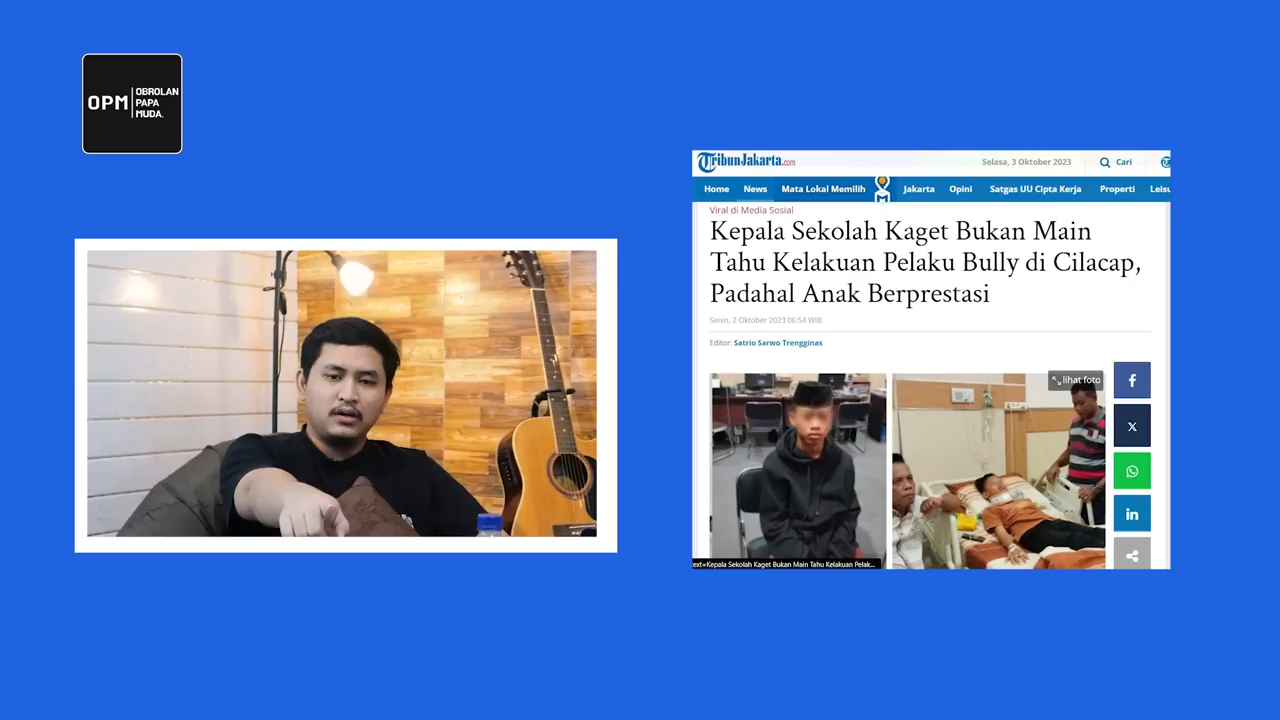 OPM
OBROLAN
PAPA
MUDA.
TribunJakarta.com
Selasa, 3 Oktober 2023
Cari
Home News Mata Lokal Memilih Jakarta Opini Satgas UU Cipta Kerja Properti Leisu
Viral di Media Sosial
Kepala Sekolah Kaget Bukan Main
Tahu Kelakuan Pelaku Bully di Cilacap,
Padahal Anak Berprestasi
Senin, 2 Oktober 2023 06:54 WIB
Editor: Satrio Sarwo Trengginas
lihat foto
ext=Kepala Sekolah Kaget Bukan Main Tahu Kelakuan Pelak...